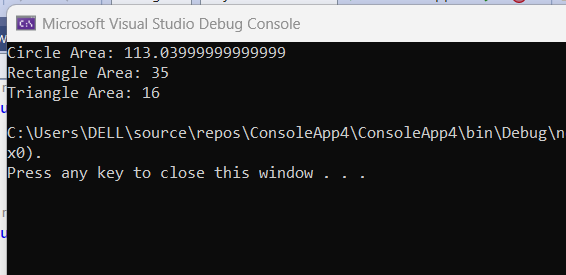 Microsoft Visual Studio Debug Console
Circle Area: 113.03999999999999
Rectangle Area: 35
Triangle Area: 16
C:\Users\DELL\source\repos\ConsoleApp4\ConsoleApp4\bin\Debug\n
x0).
Press any key to close this window . . .